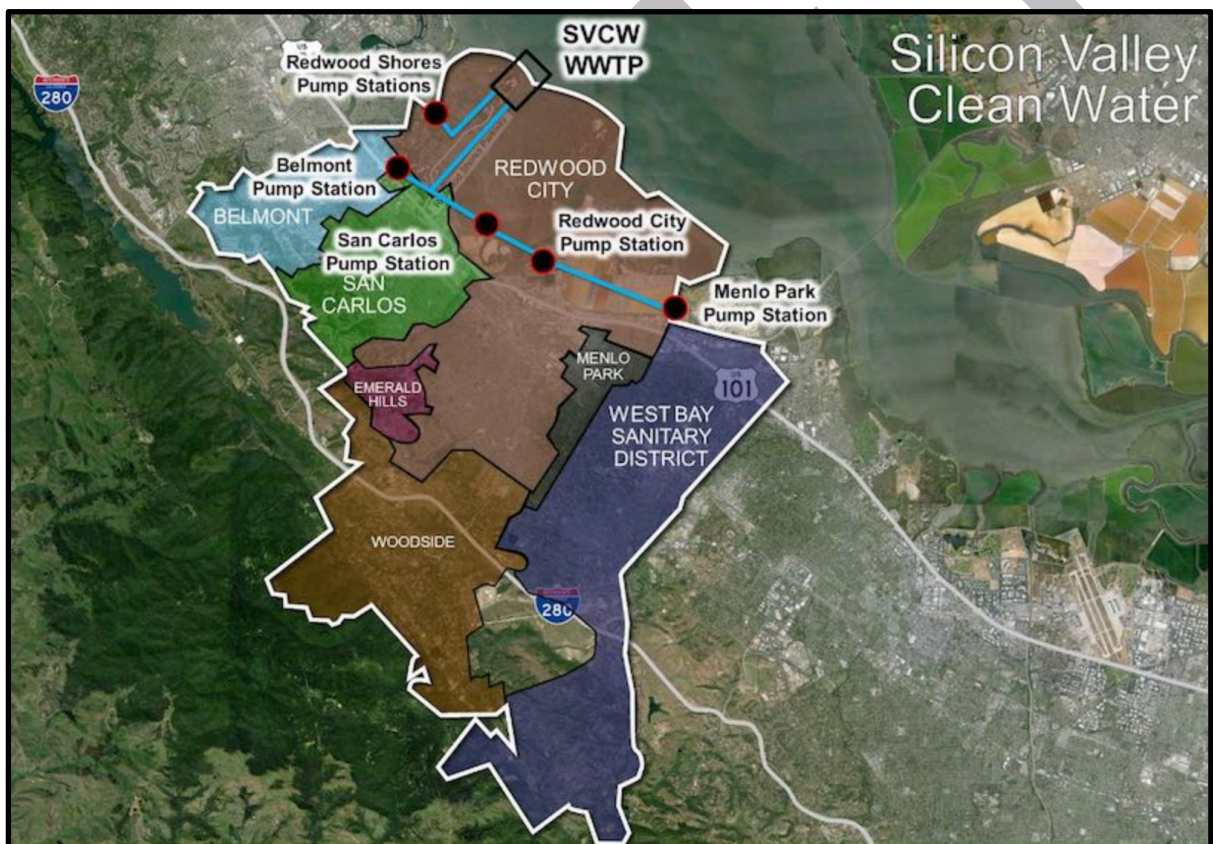 Silicon Valley
Clean Water
SVCW
WWTP
US
Redwood Shores
Pump Stations
280
Belmont
Pump Station
BELMONT
REDWOOD
CITY
Redwood City
Pump Station
San Carlos
Pump Station
SAN
CARLOS
Menlo Park
Pump Station
MENLO
PARK
EMERALD
HILLS
US
101
WEST BAY
SANITARY
DISTRICT
WOODSIDE
280